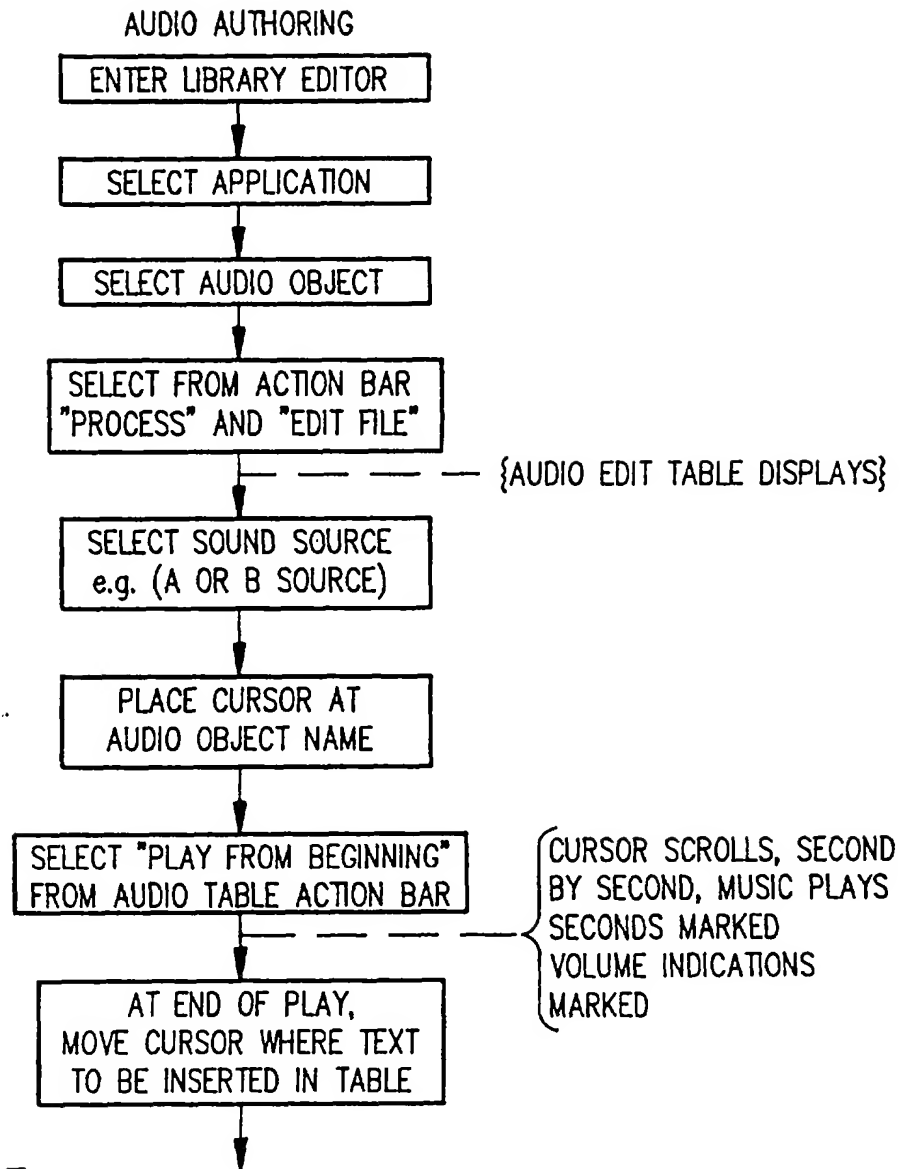 AUDIO AUTHORING
ENTER LIBRARY EDITOR
SELECT APPLICATION
SELECT AUDIO OBJECT
SELECT FROM ACTION BAR
"PROCESS" AND "EDIT FILE"
{AUDIO EDIT TABLE DISPLAYS}
SELECT SOUND SOURCE
e.g. (A OR B SOURCE)
PLACE CURSOR AT
AUDIO OBJECT NAME
SELECT "PLAY FROM BEGINNING"
FROM AUDIO TABLE ACTION BAR
CURSOR SCROLLS, SECOND
BY SECOND, MUSIC PLAYS
SECONDS MARKED
VOLUME INDICATIONS
MARKED
AT END OF PLAY,
MOVE CURSOR WHERE TEXT
TO BE INSERTED IN TABLE